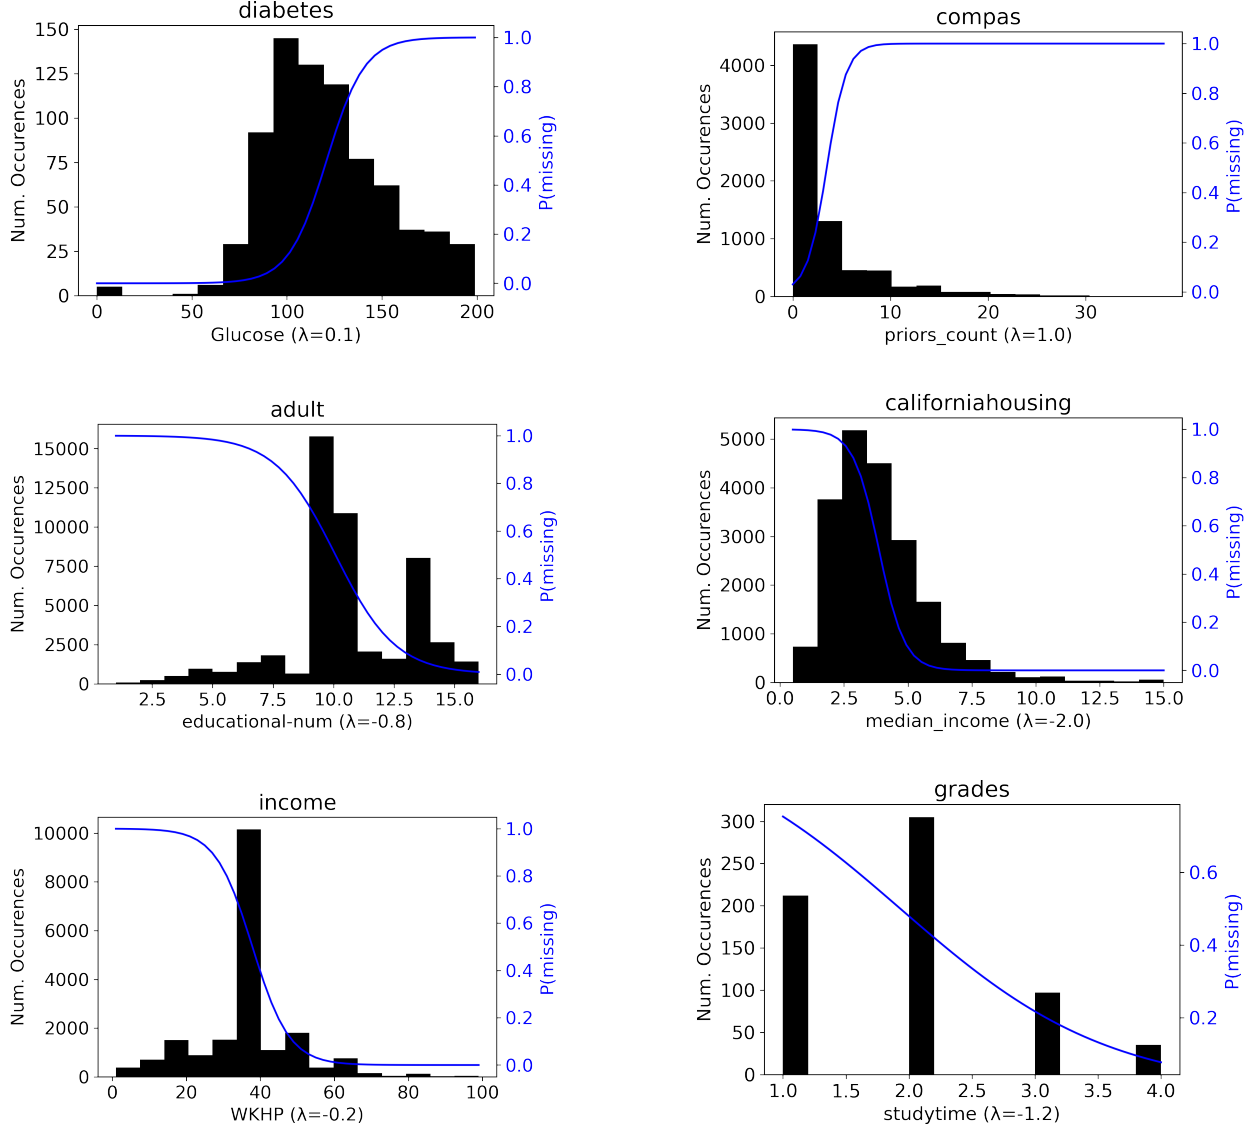 diabetes
Num. Occurences
150
125
100
75
50
25
0
1.0
0.8
0.6
0.4
0.2
0.0
P(missing)
0 50 100 150 200
Glucose (λ=0.1)
compas
Num. Occurences
4000
3000
2000
1000
0
1.0
0.8
0.6
0.4
0.2
0.0
P(missing)
0 10 20 30
priors_count (λ=1.0)
adult
Num. Occurences
15000
12500
10000
7500
5000
2500
0
1.0
0.8
0.6
0.4
0.2
0.0
P(missing)
2.5 5.0 7.5 10.0 12.5 15.0
educational-num (λ=-0.8)
californiahousing
Num. Occurences
5000
4000
3000
2000
1000
0
1.0
0.8
0.6
0.4
0.2
0.0
P(missing)
0.0 2.5 5.0 7.5 10.0 12.5 15.0
median_income (λ=-2.0)
income
Num. Occurences
10000
8000
6000
4000
2000
0
1.0
0.8
0.6
0.4
0.2
0.0
P(missing)
0 20 40 60 80 100
WKHP (λ=-0.2)
grades
Num. Occurences
300
250
200
150
100
50
0
0.6
0.4
0.2
P(missing)
1.0 1.5 2.0 2.5 3.0 3.5 4.0
studytime (λ=-1.2)